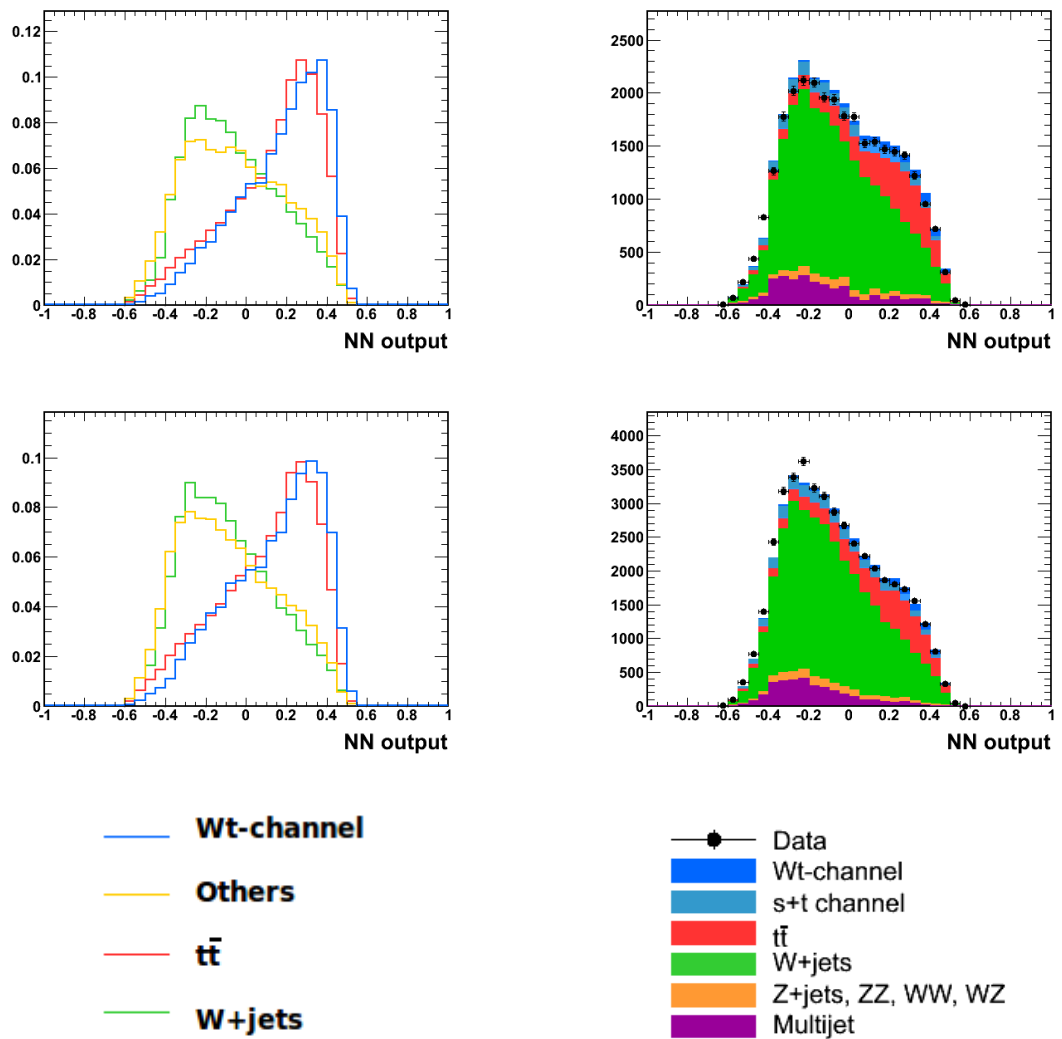 0.12
0.1
0.08
0.06
0.04
0.02
0
-1 -0.8 -0.6 -0.4 -0.2 0 0.2 0.4 0.6 0.8 1
NN output
2500
2000
1500
1000
500
0
-1 -0.8 -0.6 -0.4 -0.2 0 0.2 0.4 0.6 0.8 1
NN output
0.1
0.08
0.06
0.04
0.02
0
-1 -0.8 -0.6 -0.4 -0.2 0 0.2 0.4 0.6 0.8 1
NN output
4000
3500
3000
2500
2000
1500
1000
500
0
-1 -0.8 -0.6 -0.4 -0.2 0 0.2 0.4 0.6 0.8 1
NN output
Wt-channel
Others
tt̄
W+jets
Data
Wt-channel
s+t channel
tt̄
W+jets
Z+jets, ZZ, WW, WZ
Multijet